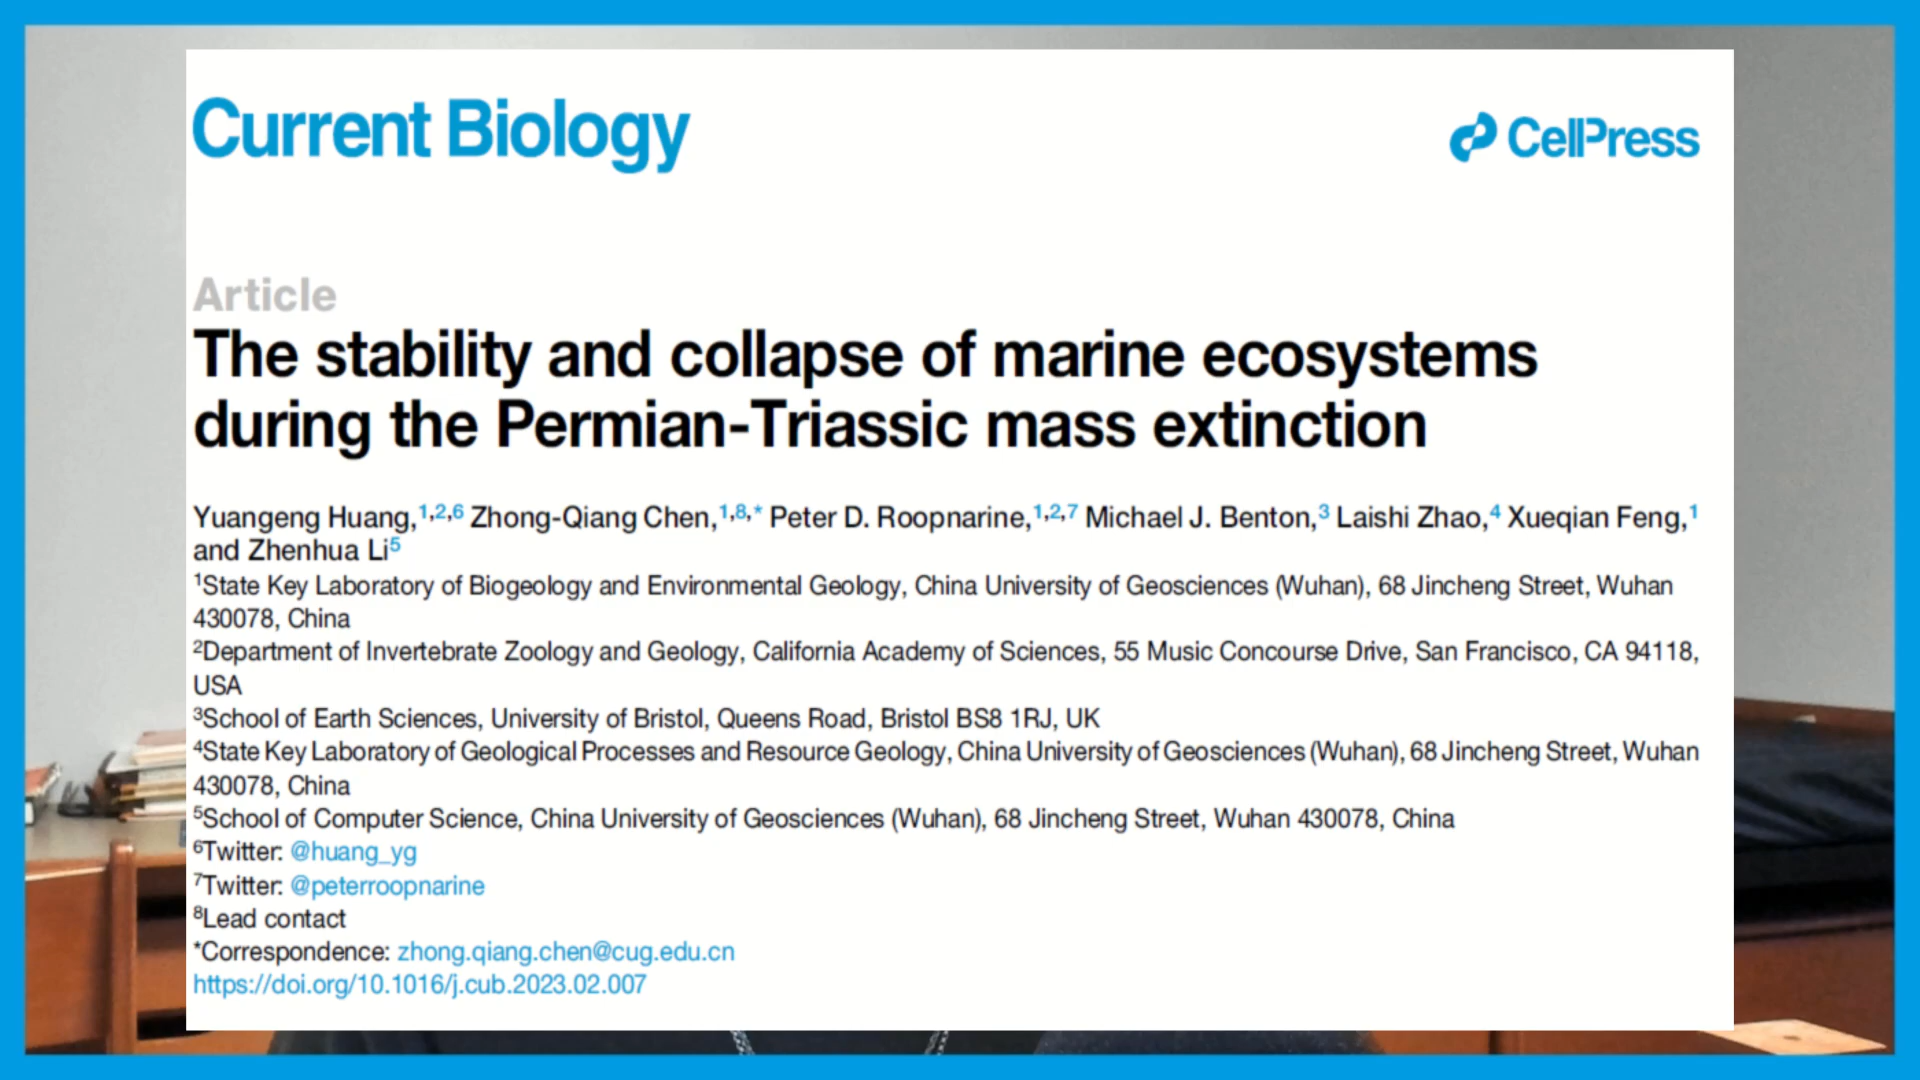 Current Biology
CellPress
Article
The stability and collapse of marine ecosystems
during the Permian-Triassic mass extinction
Yuangeng Huang,1,2,6 Zhong-Qiang Chen,1,8,* Peter D. Roopnarine,1,2,7 Michael J. Benton,3 Laishi Zhao,4 Xueqian Feng,1
and Zhenhua Li5
1State Key Laboratory of Biogeology and Environmental Geology, China University of Geosciences (Wuhan), 68 Jincheng Street, Wuhan
430078, China
2Department of Invertebrate Zoology and Geology, California Academy of Sciences, 55 Music Concourse Drive, San Francisco, CA 94118,
USA
3School of Earth Sciences, University of Bristol, Queens Road, Bristol BS8 1RJ, UK
4State Key Laboratory of Geological Processes and Resource Geology, China University of Geosciences (Wuhan), 68 Jincheng Street, Wuhan
430078, China
5School of Computer Science, China University of Geosciences (Wuhan), 68 Jincheng Street, Wuhan 430078, China
6Twitter: @huang_yg
7Twitter: @peterroopnarine
8Lead contact
*Correspondence: zhong.qiang.chen@cug.edu.cn
https://doi.org/10.1016/j.cub.2023.02.007